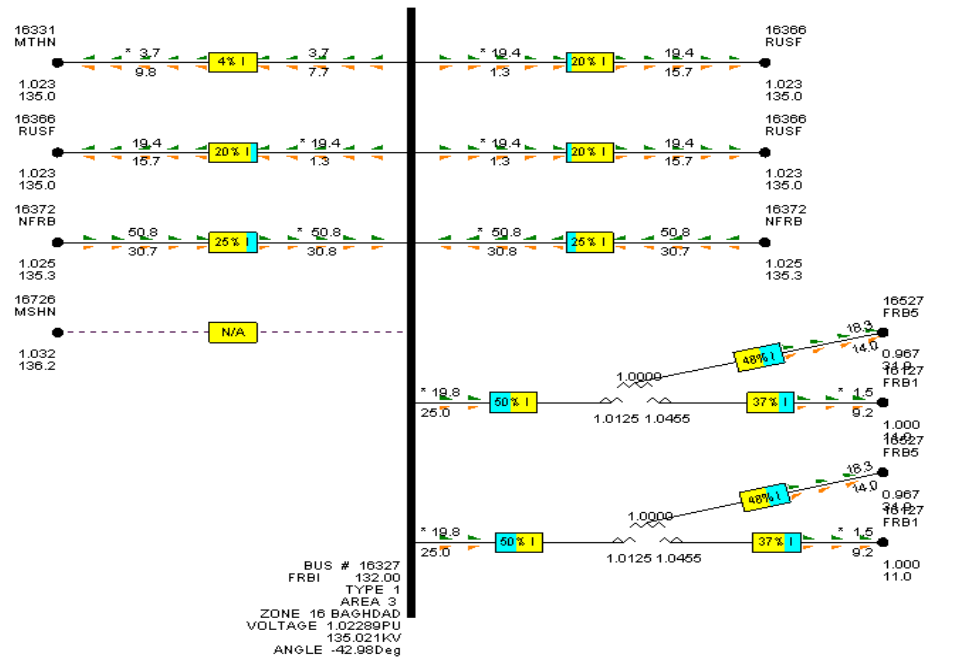 16331
MTHN
* 3.7
4% I
3.7
9.8
7.7
1.023
135.0
* 19.4
20% I
19.4
1.3
15.7
16366
RUSF
1.023
135.0
16366
RUSF
19.4
20% I
* 19.4
15.7
1.3
1.023
135.0
* 19.4
20% I
19.4
1.3
15.7
16366
RUSF
1.023
135.0
16372
NFRB
50.8
25% I
* 50.8
30.7
30.8
1.025
135.3
* 50.8
25% I
50.8
30.8
30.7
16372
NFRB
1.025
135.3
16726
MSHN
N/A
1.032
136.2
16527
FRB5
18.3
48% I
14.0
0.967
1.0000
16127
FRB1
* 19.8
50% I
37% I
* 1.5
25.0
1.0125 1.0455
9.2
1.000
16527
FRB5
18.3
48% I
14.0
0.967
1.0000
16127
FRB1
* 19.8
50% I
37% I
* 1.5
25.0
1.0125 1.0455
9.2
1.000
11.0
BUS # 16327
FRBI 132.00
TYPE 1
AREA 3
ZONE 16 BAGHDAD
VOLTAGE 1.02289PU
135.021KV
ANGLE -42.98Deg